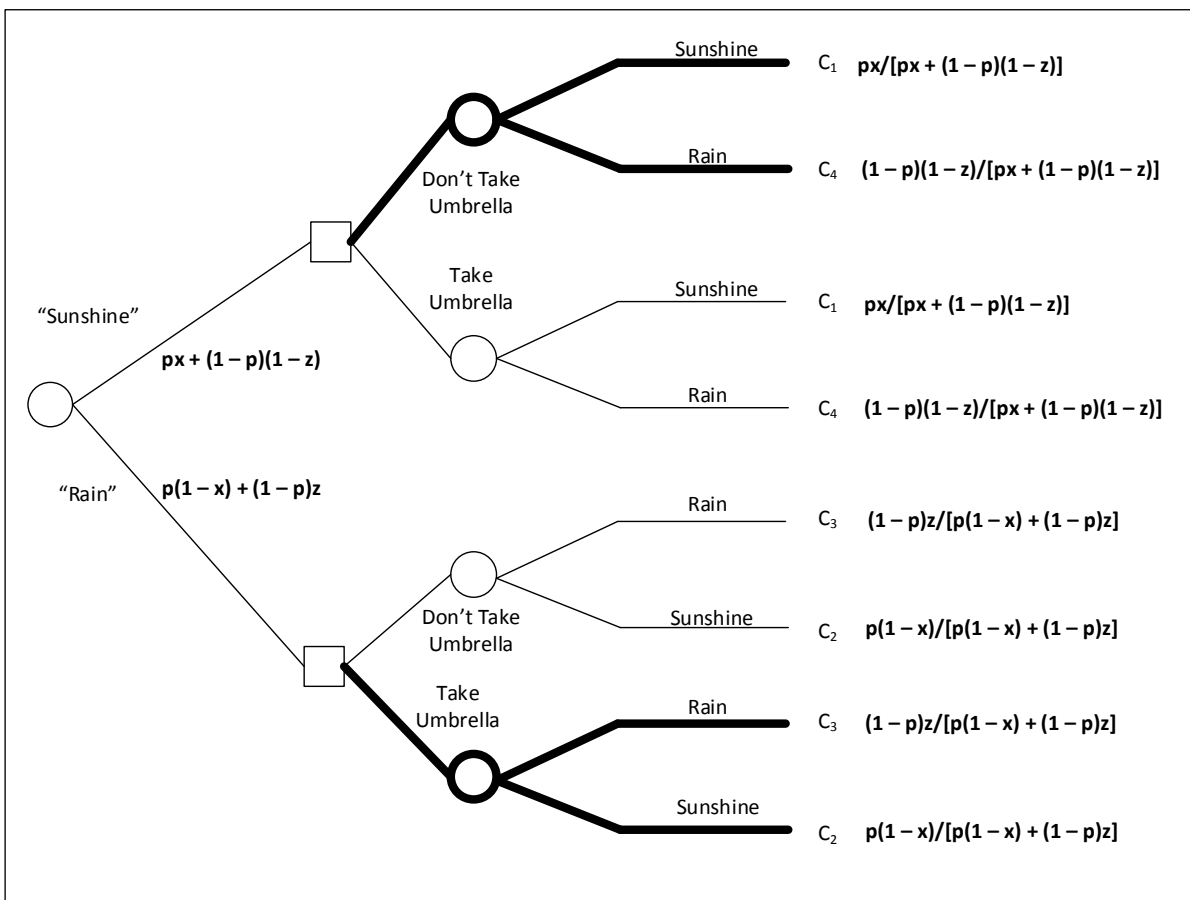 Sunshine C₁ px/[px + (1 – p)(1 – z)]
Rain C₄ (1 – p)(1 – z)/[px + (1 – p)(1 – z)]
Don’t Take
Umbrella
Take
Umbrella
Sunshine C₁ px/[px + (1 – p)(1 – z)]
“Sunshine”
px + (1 – p)(1 – z)
Rain C₄ (1 – p)(1 – z)/[px + (1 – p)(1 – z)]
“Rain”
p(1 – x) + (1 – p)z
Rain C₃ (1 – p)z/[p(1 – x) + (1 – p)z]
Don’t Take
Umbrella
Sunshine C₂ p(1 – x)/[p(1 – x) + (1 – p)z]
Take
Umbrella
Rain C₃ (1 – p)z/[p(1 – x) + (1 – p)z]
Sunshine C₂ p(1 – x)/[p(1 – x) + (1 – p)z]